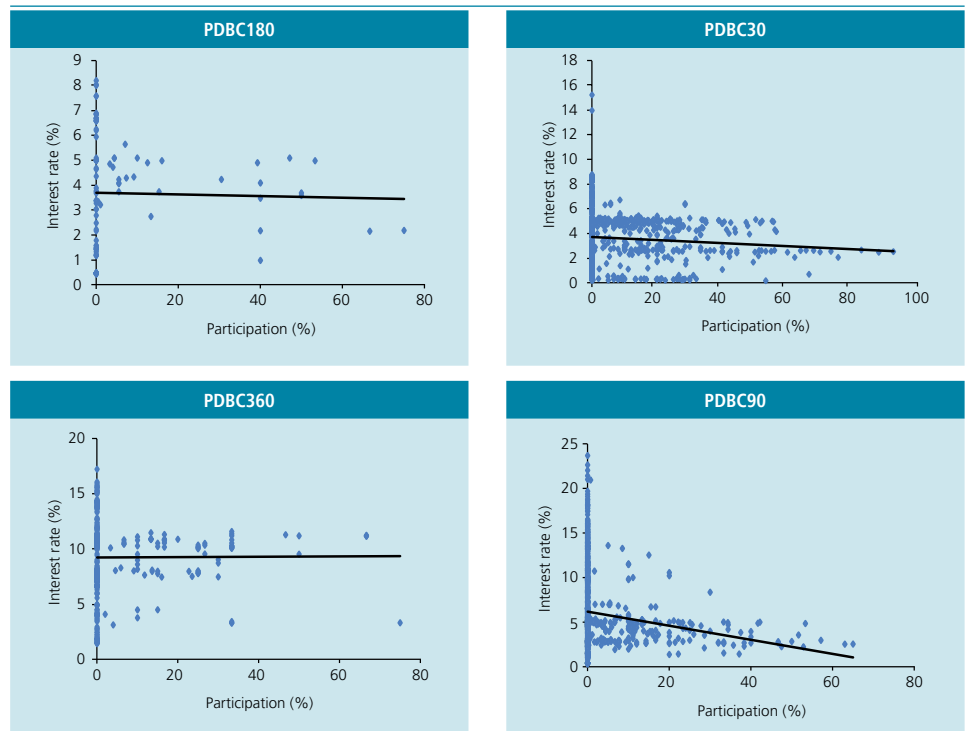 PDBC180
9
8
7
6
5
4
3
2
1
0
0 20 40 60 80
Interest rate (%)
Participation (%)
PDBC30
18
16
14
12
10
8
6
4
2
0
0 20 40 60 80 100
Interest rate (%)
Participation (%)
PDBC360
20
15
10
5
0
0 20 40 60 80
Interest rate (%)
Participation (%)
PDBC90
25
20
15
10
5
0
0 20 40 60 80
Interest rate (%)
Participation (%)